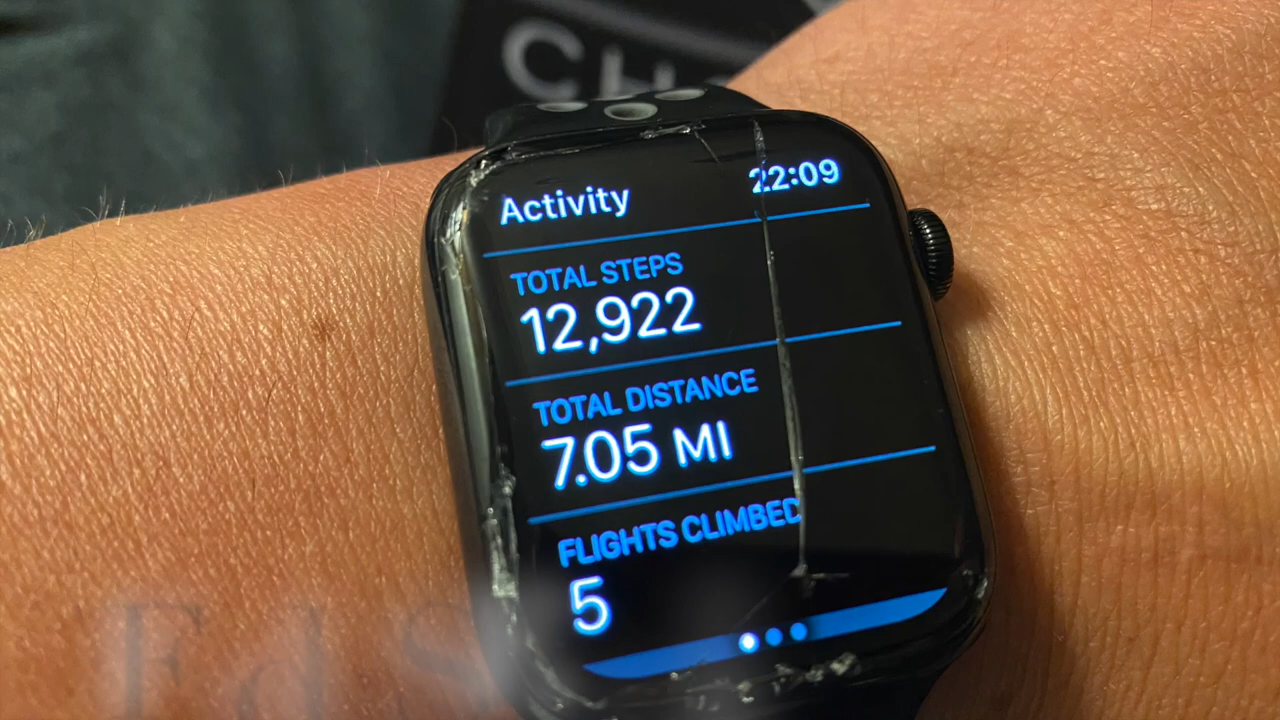 Activity 22:09
TOTAL STEPS
12,922
TOTAL DISTANCE
7.05 MI
FLIGHTS CLIMBED
5